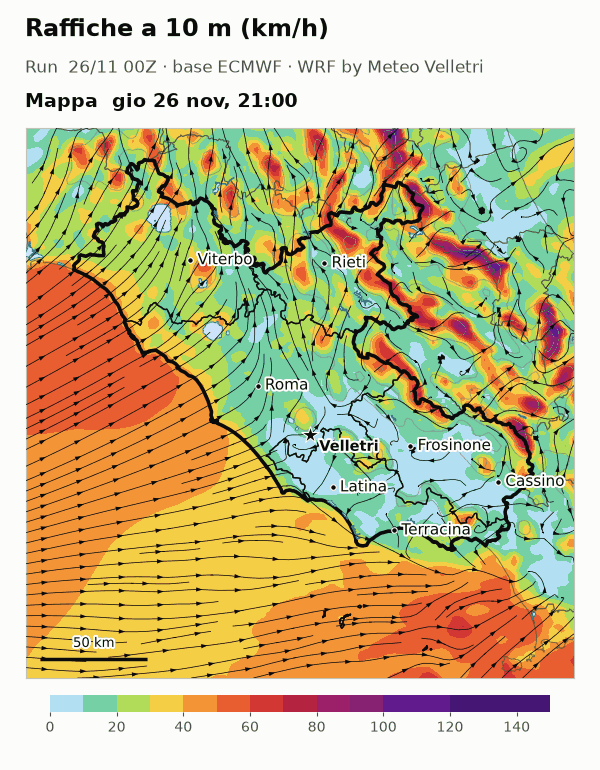 Raffiche a 10 m (km/h)
Run 26/11 00Z · base ECMWF · WRF by Meteo Velletri
Mappa gio 26 nov, 21:00
Viterbo
Rieti
Roma
Velletri
Frosinone
Latina
Cassino
Terracina
50 km
0 20 40 60 80 100 120 140